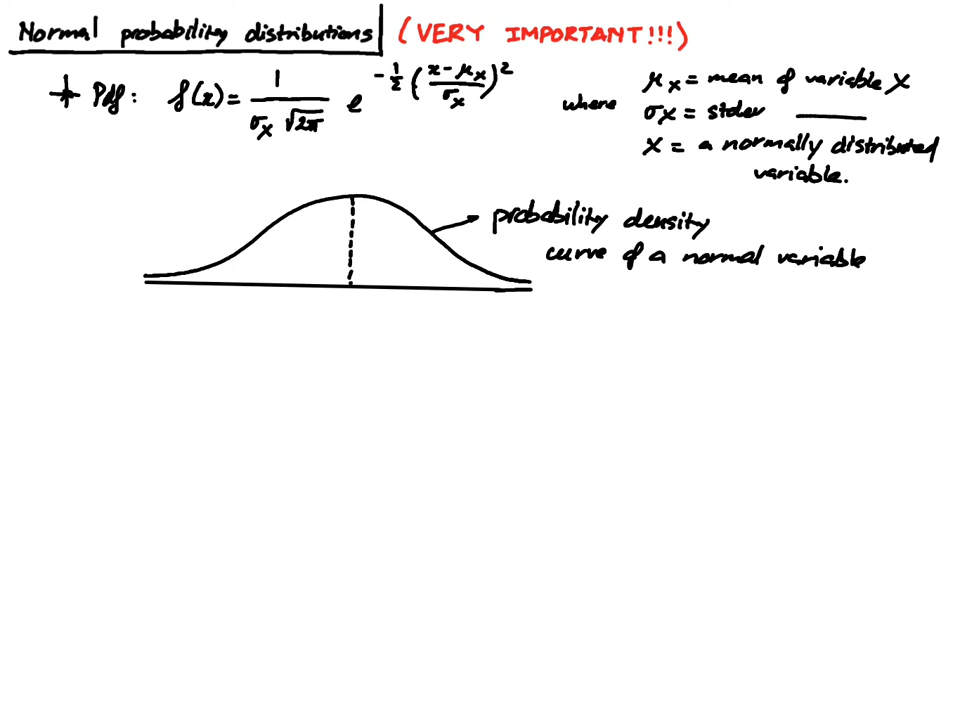 Normal probability distributions (VERY IMPORTANT!!!)
+ Pdf: f(x) = 1 / (σx √2π) e^(-1/2 ((x - μx) / σx)^2) where μx = mean of variable X
σx = stdev ———
X = a normally distributed
variable.
probability density
curve of a normal variable